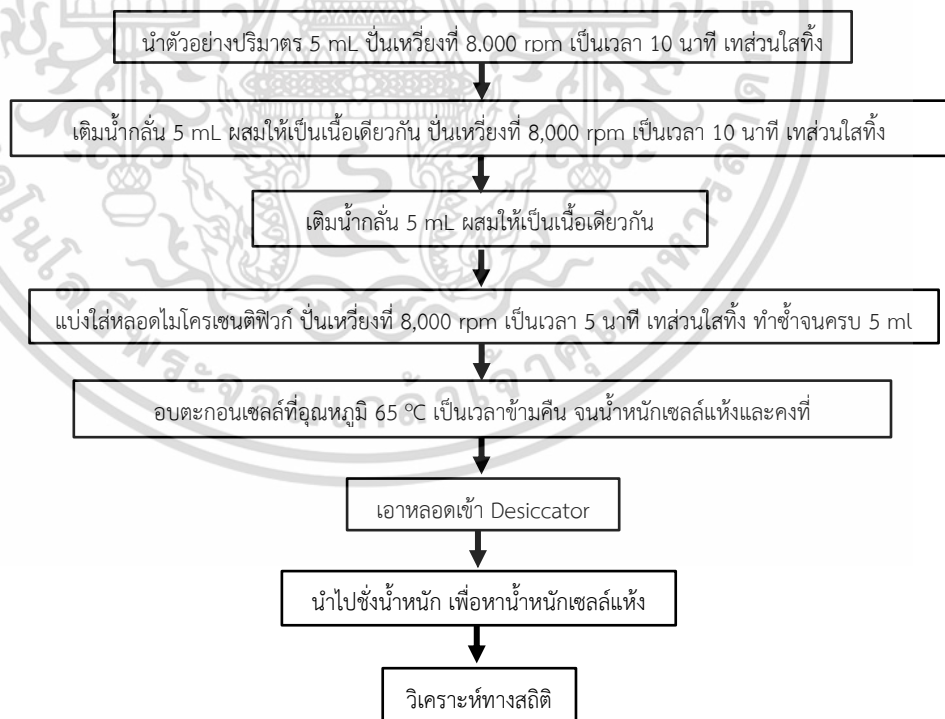 นำตัวอย่างปริมาตร 5 mL ปั่นเหวี่ยงที่ 8,000 rpm เป็นเวลา 10 นาที เทส่วนใสทิ้ง
เติมน้ำกลั่น 5 mL ผสมให้เป็นเนื้อเดียวกัน ปั่นเหวี่ยงที่ 8,000 rpm เป็นเวลา 10 นาที เทส่วนใสทิ้ง
เติมน้ำกลั่น 5 mL ผสมให้เป็นเนื้อเดียวกัน
แบ่งใส่หลอดไมโครเซนติฟิวก์ ปั่นเหวี่ยงที่ 8,000 rpm เป็นเวลา 5 นาที เทส่วนใสทิ้ง ทำซ้ำจนครบ 5 ml
อบตะกอนเซลล์ที่อุณหภูมิ 65 ºC เป็นเวลาข้ามคืน จนน้ำหนักเซลล์แห้งและคงที่
เอาหลอดเข้า Desiccator
นำไปชั่งน้ำหนัก เพื่อหาน้ำหนักเซลล์แห้ง
วิเคราะห์ทางสถิติ